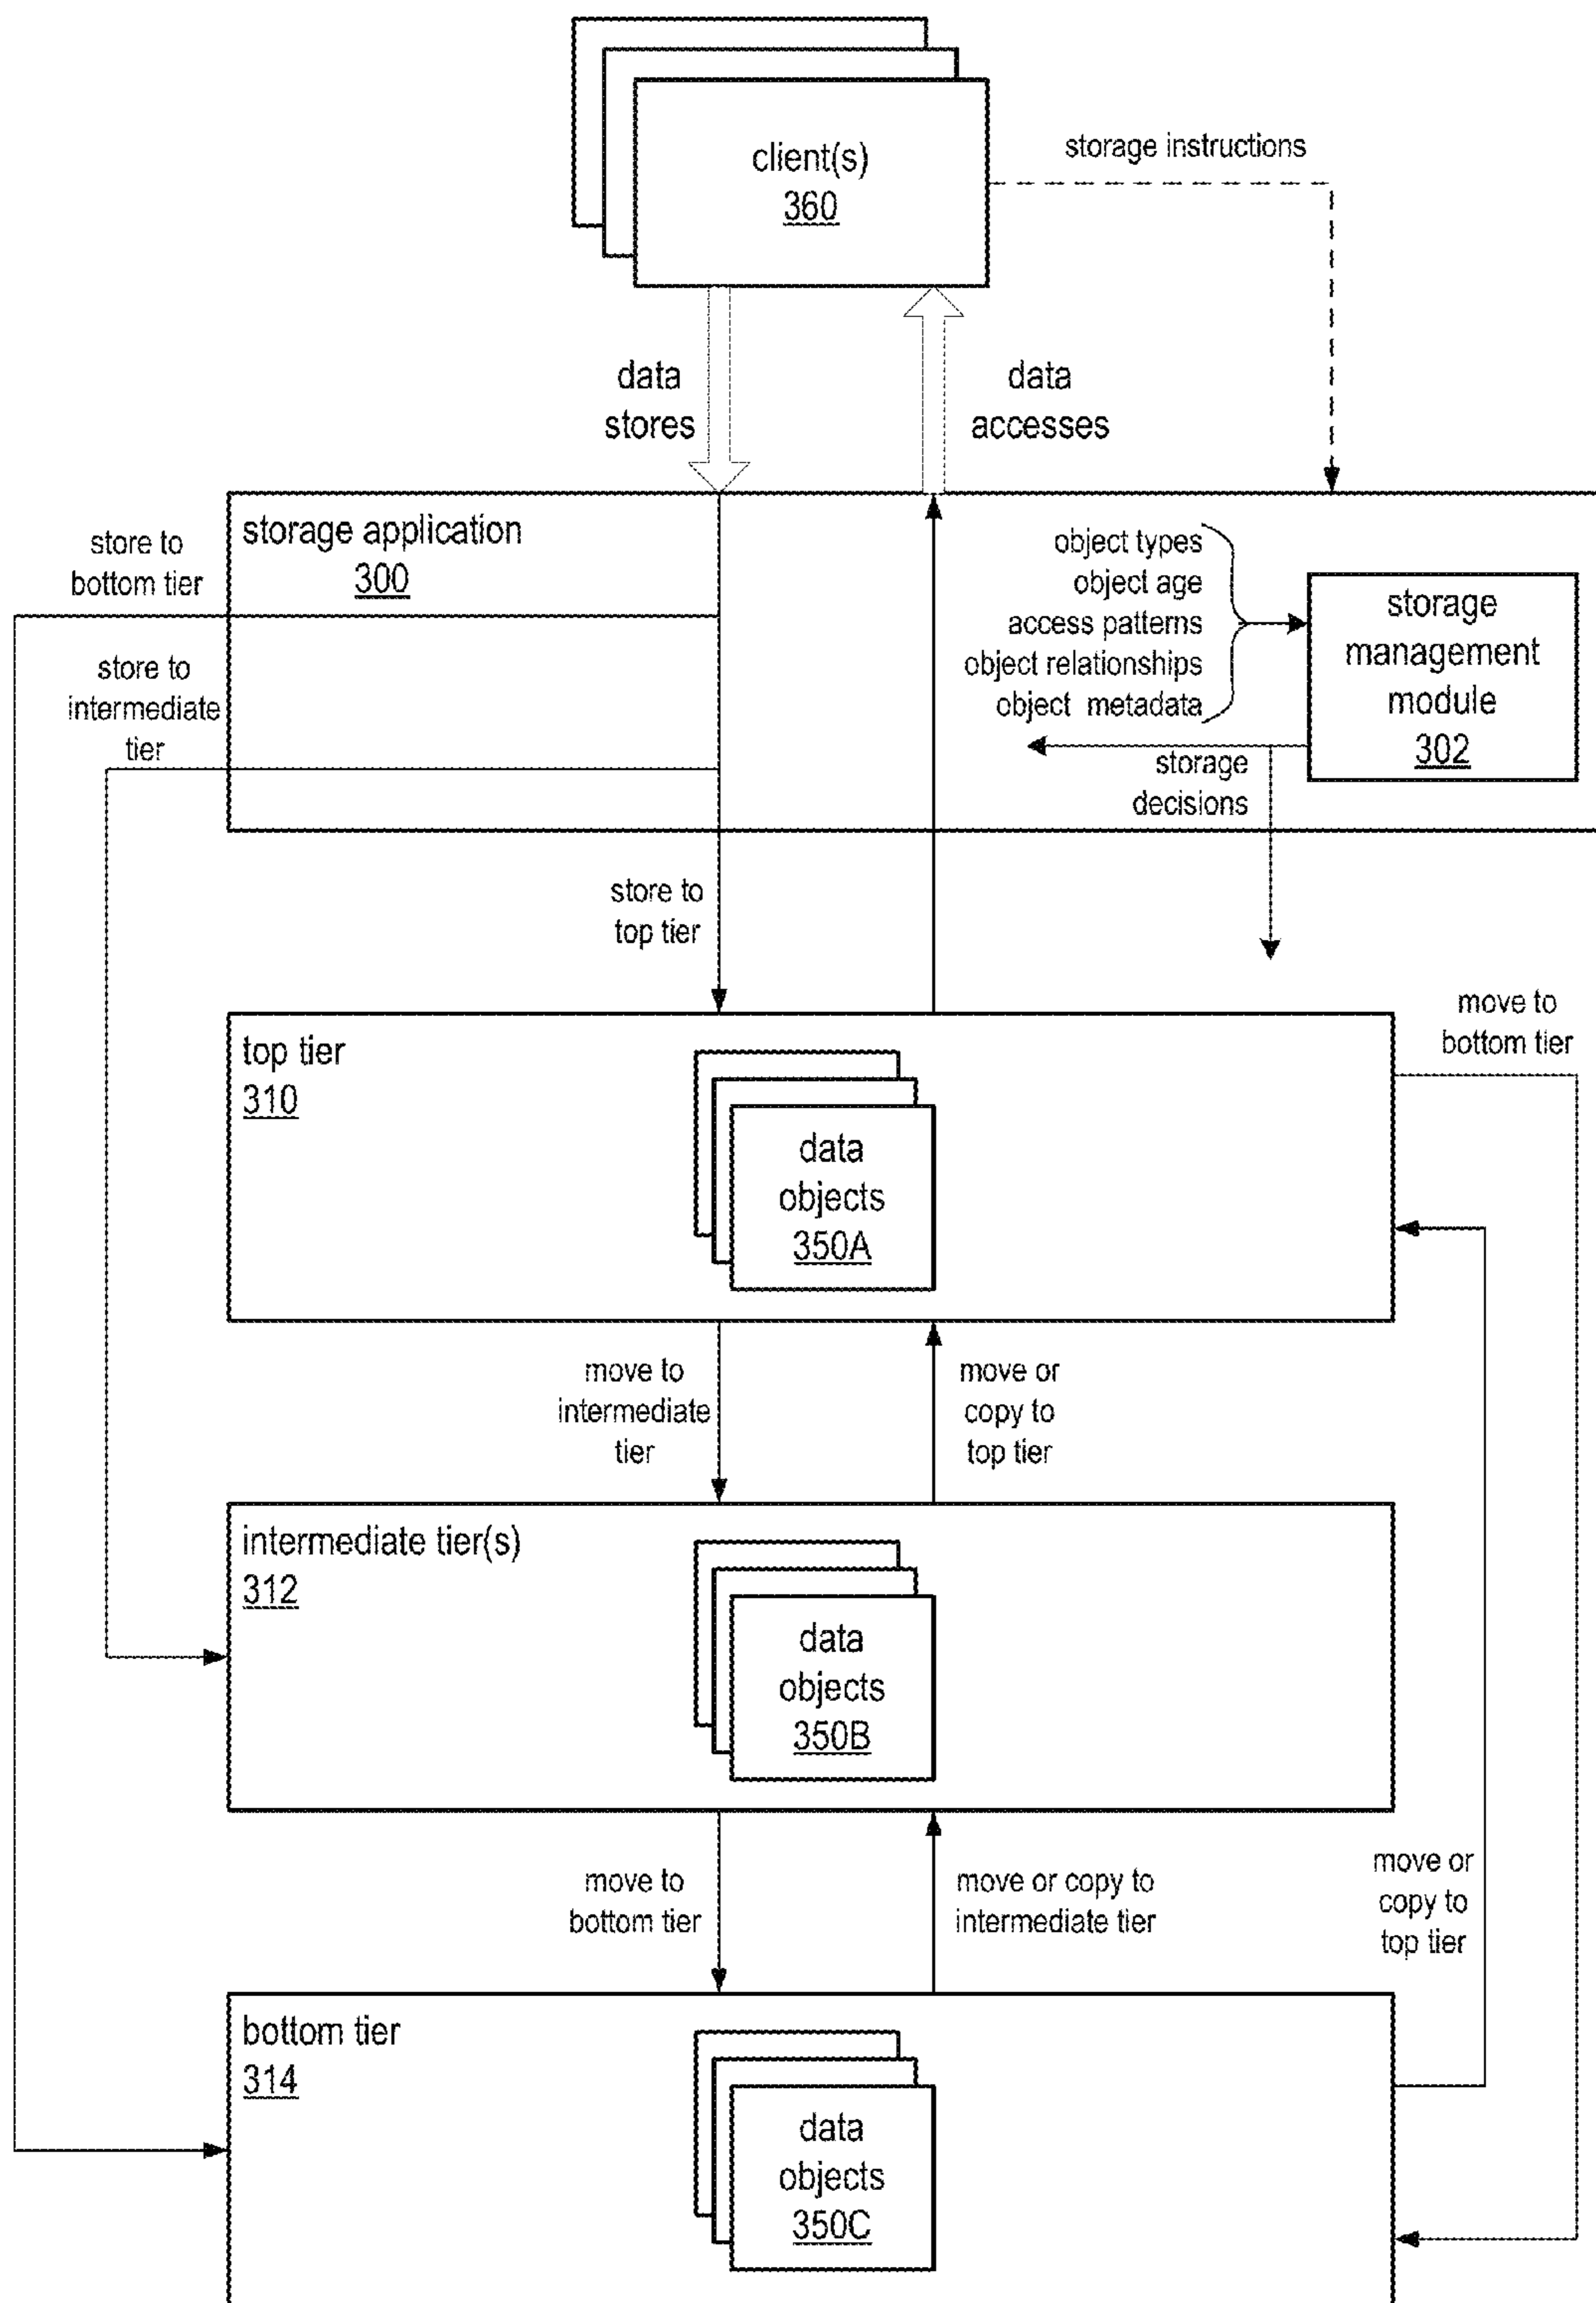 client(s)
360
storage instructions
data
stores
data
accesses
storage application
300
store to
bottom tier
store to
intermediate
tier
object types
object age
access patterns
object relationships
object metadata
storage
management
module
302
storage
decisions
store to
top tier
move to
bottom tier
top tier
310
data
objects
350A
move to
intermediate
tier
move or
copy to
top tier
intermediate tier(s)
312
data
objects
350B
move to
bottom tier
move or copy to
intermediate tier
move or
copy to
top tier
bottom tier
314
data
objects
350C